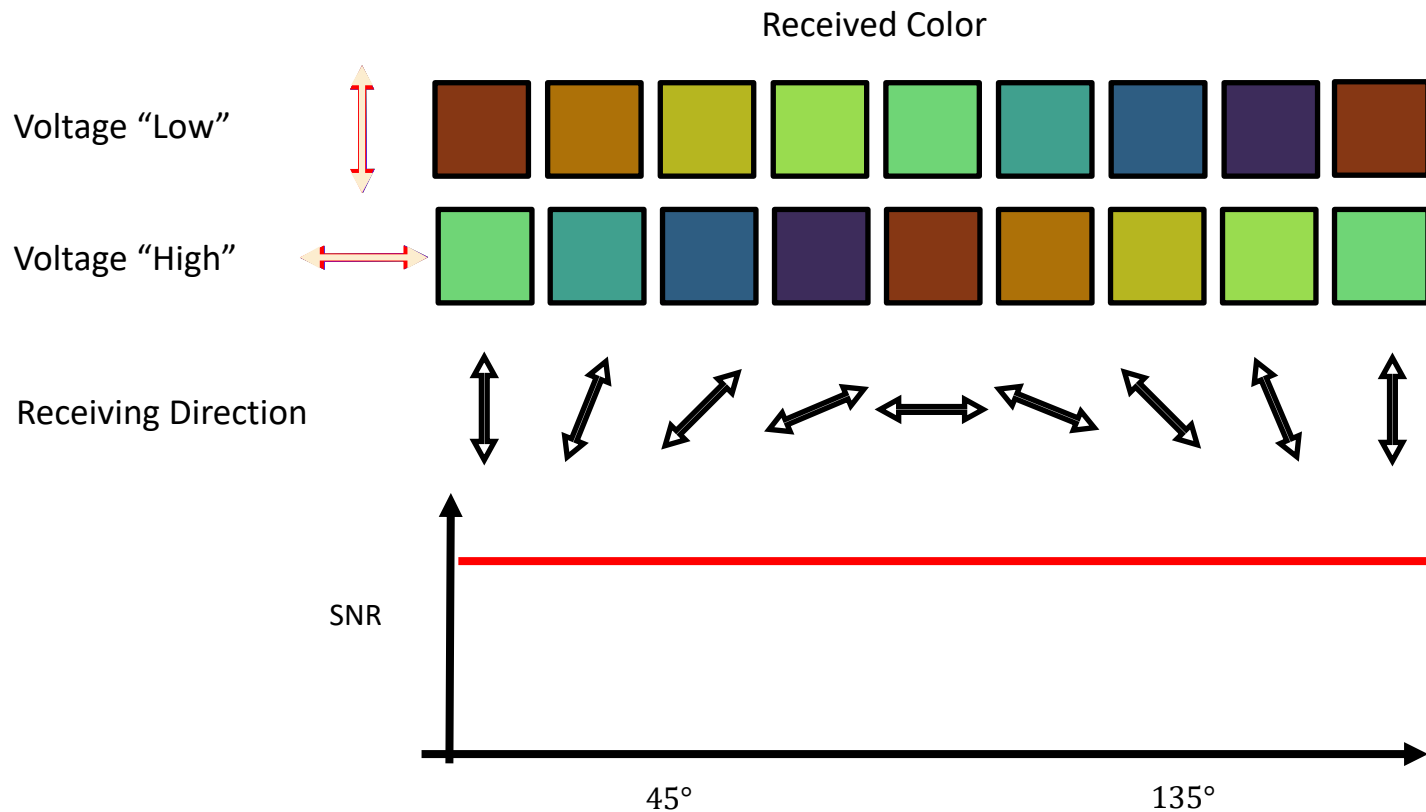 Received Color
Voltage “Low”
Voltage “High”
Receiving Direction
SNR
45°
135°